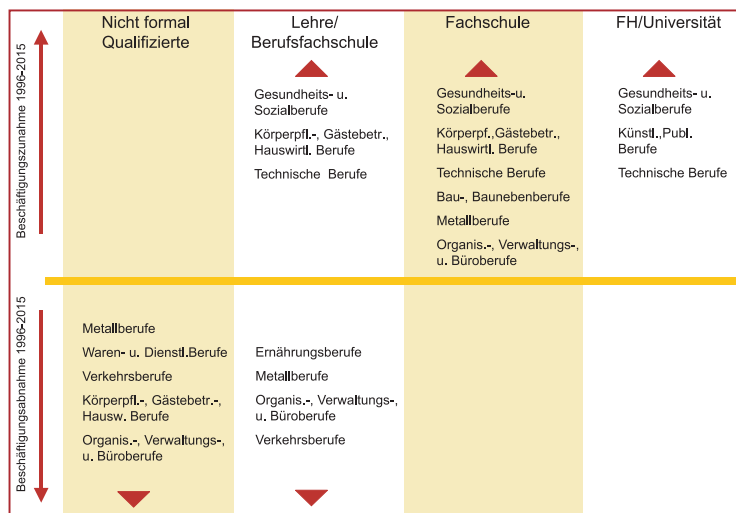 Nicht formal
Qualifizierte
Lehre/
Berufsfachschule
Fachschule
FH/Universität
Beschäftigungszunahme 1996-2015
Gesundheits- u.
Sozialberufe
Körperpfl.-, Gästebetr.,
Hauswirtl. Berufe
Technische Berufe
Gesundheits-u.
Sozialberufe
Körperpf.,Gästebetr.,
Hauswirtl. Berufe
Technische Berufe
Bau-, Baunebenberufe
Metallberufe
Organis.-, Verwaltungs-,
u. Büroberufe
Gesundheits- u.
Sozialberufe
Künstl.,Publ.
Berufe
Technische Berufe
Beschäftigungsabnahme 1996-2015
Metallberufe
Waren- u. Dienstl.Berufe
Verkehrsberufe
Körperpfl.-, Gästebetr.-,
Hausw. Berufe
Organis.-, Verwaltungs-,
u. Büroberufe
Ernährungsberufe
Metallberufe
Organis.-, Verwaltungs-,
u. Büroberufe
Verkehrsberufe